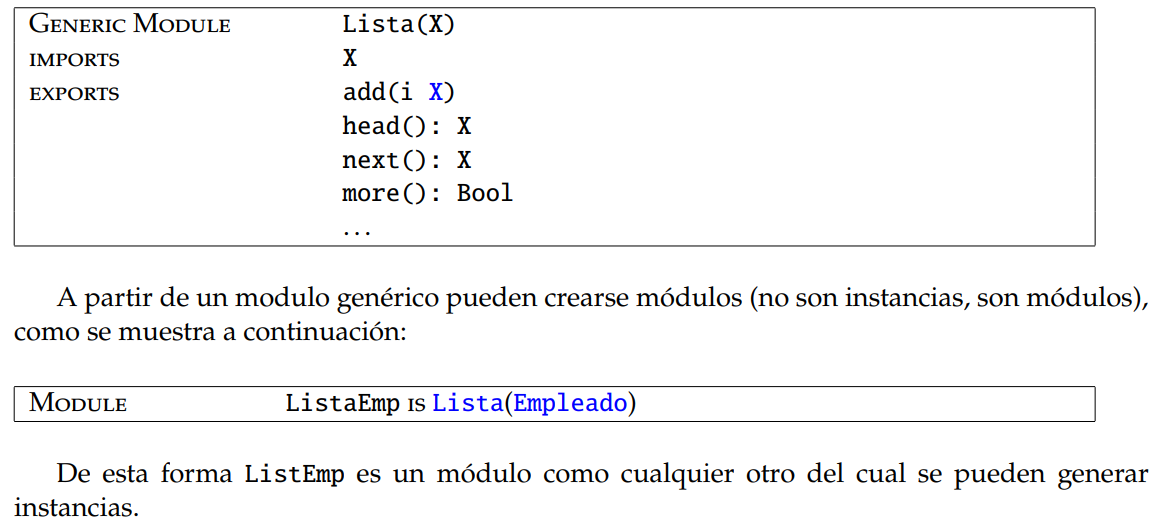 GENERIC MODULE Lista(X)
IMPORTS X
EXPORTS add(i X)
head(): X
next(): X
more(): Bool
...
A partir de un modulo genérico pueden crearse módulos (no son instancias, son módulos),
como se muestra a continuación:
MODULE ListaEmp IS Lista(Empleado)
De esta forma ListEmp es un módulo como cualquier otro del cual se pueden generar
instancias.